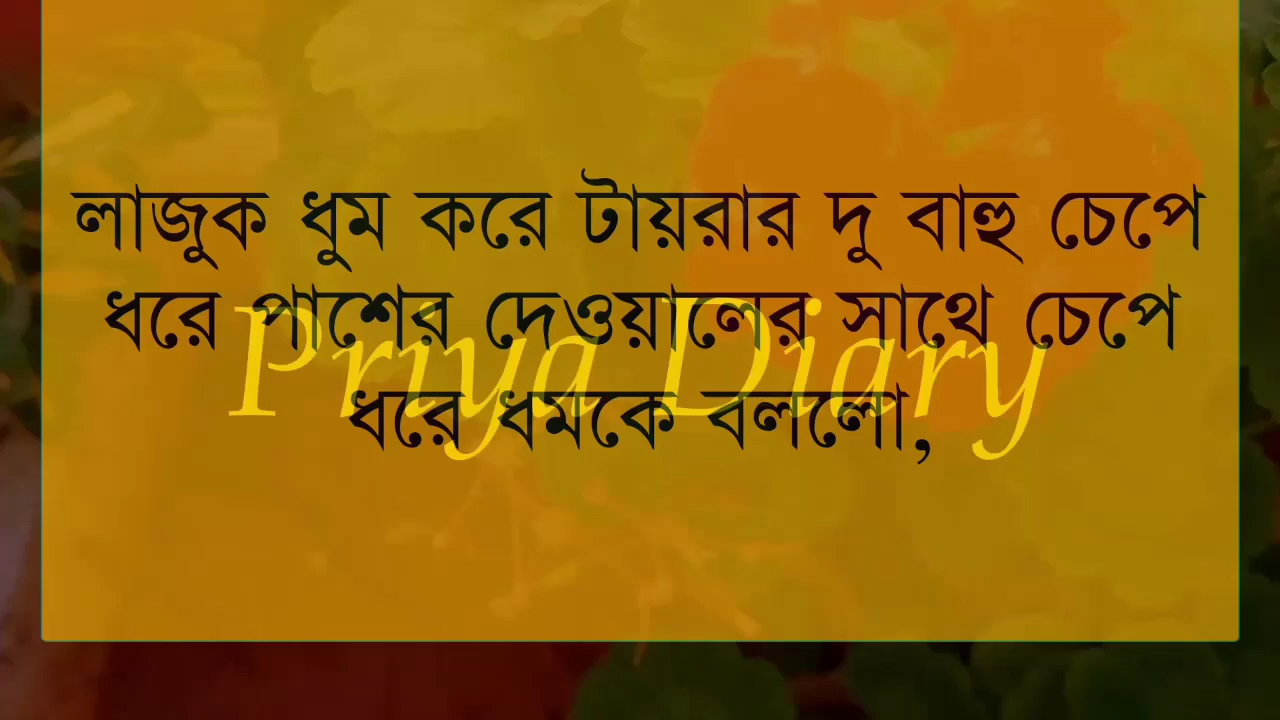 লাজুক ধুম করে টায়রার দু বাহু চেপে
ধরে পাশের দেওয়ালের সাথে চেপে
Priya Diary
ধরে ধমকে বললো,